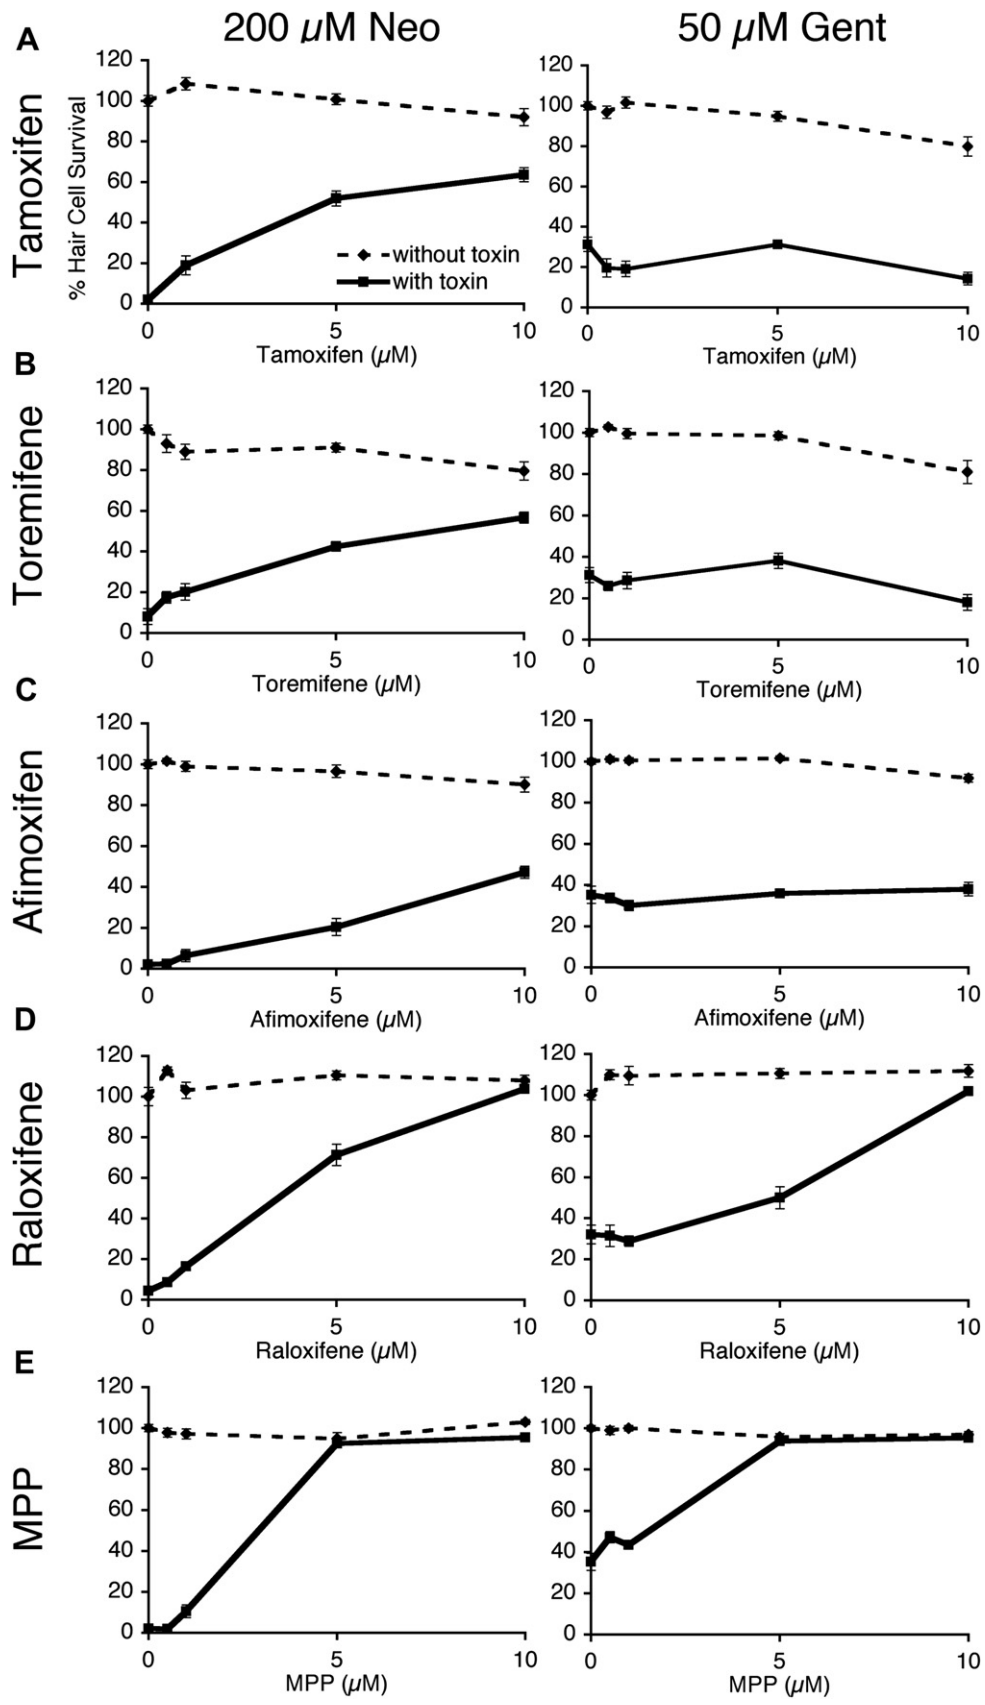 200 µM Neo
50 µM Gent
A
Tamoxifen
% Hair Cell Survival
120
100
80
60
40
20
0
without toxin
with toxin
0 5 10
Tamoxifen (µM)
120
100
80
60
40
20
0
0 5 10
Tamoxifen (µM)
B
Toremifene
120
100
80
60
40
20
0
0 5 10
Toremifene (µM)
120
100
80
60
40
20
0
0 5 10
Toremifene (µM)
C
Afimoxifen
120
100
80
60
40
20
0
0 5 10
Afimoxifene (µM)
120
100
80
60
40
20
0
0 5 10
Afimoxifene (µM)
D
Raloxifene
120
100
80
60
40
20
0
0 5 10
Raloxifene (µM)
120
100
80
60
40
20
0
0 5 10
Raloxifene (µM)
E
MPP
120
100
80
60
40
20
0
0 5 10
MPP (µM)
120
100
80
60
40
20
0
0 5 10
MPP (µM)